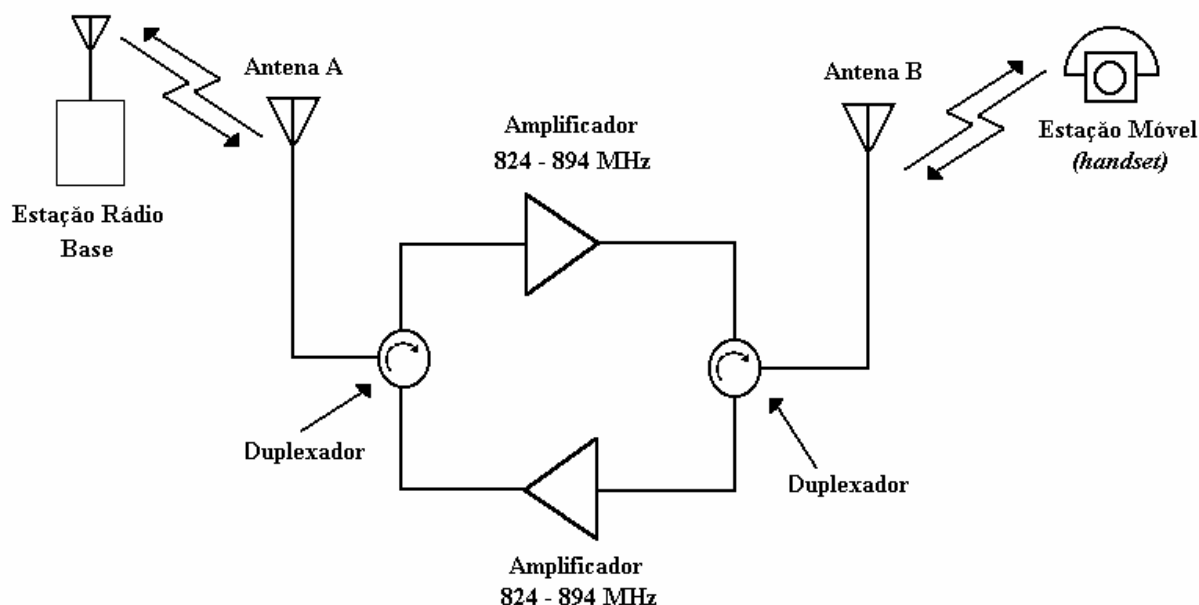 Antena A
Antena B
Estação Rádio
Base
Amplificador
824 - 894 MHz
Estação Móvel
(handset)
Duplexador
Duplexador
Amplificador
824 - 894 MHz